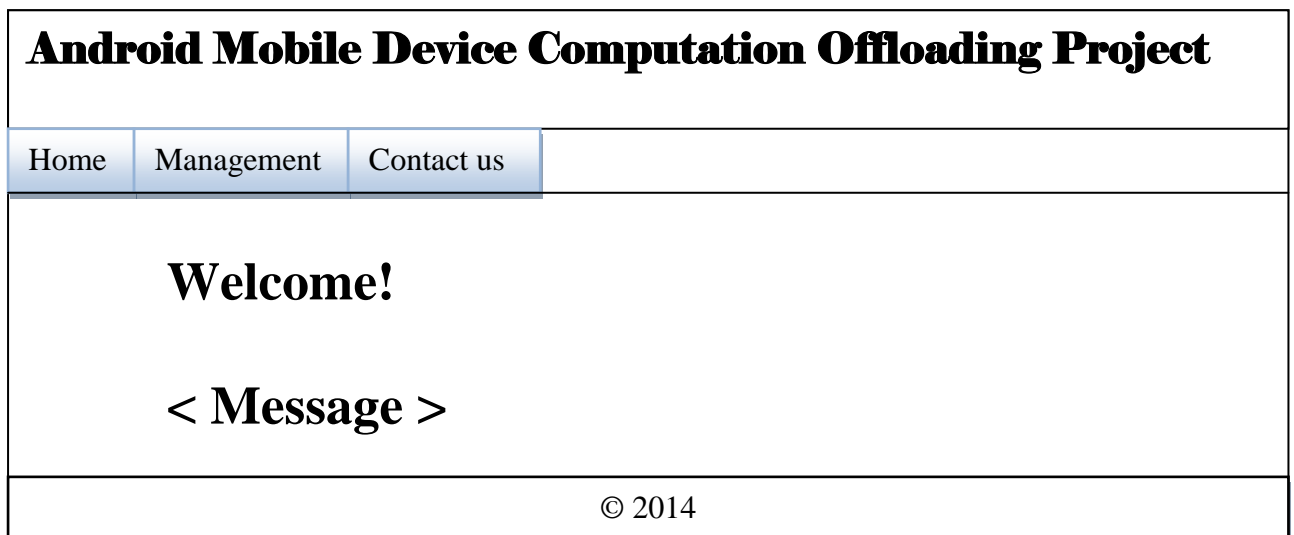 Android Mobile Device Computation Offloading Project
Home Management Contact us
Welcome!
< Message >
© 2014